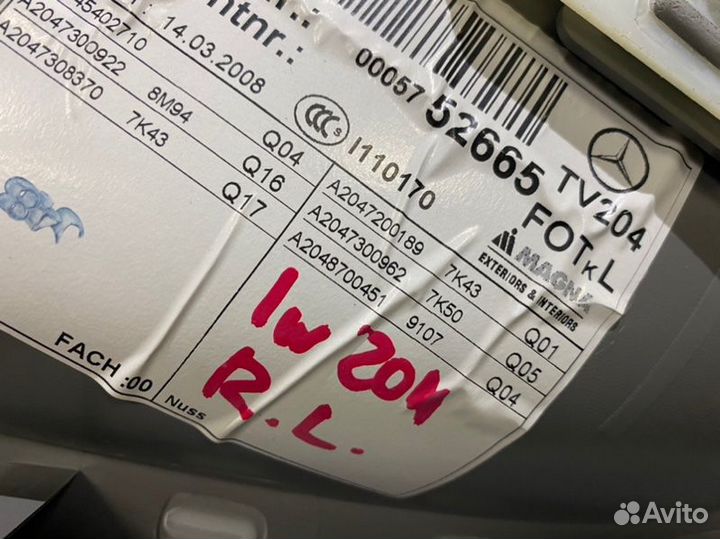 ntnr.:
14.03.2008
45402710
A2047300922 8M94 Q04
A2047308370 7K43 Q16
Q17
FACH :00
Nuss
CCC S
I110170
00057 52665
TV204
FOTKL
MAGNA
EXTERIORS & INTERIORS
A2047200189 7K43 Q01
A2047300962 7K50 Q05
A2048700451 9107 Q04
1W 204
R.L.
Avito